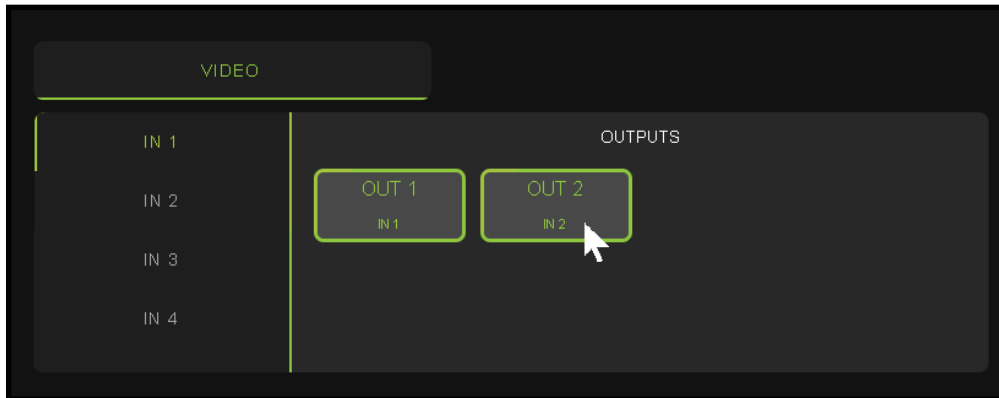 VIDEO
IN 1
IN 2
IN 3
IN 4
OUTPUTS
OUT 1
IN 1
OUT 2
IN 2